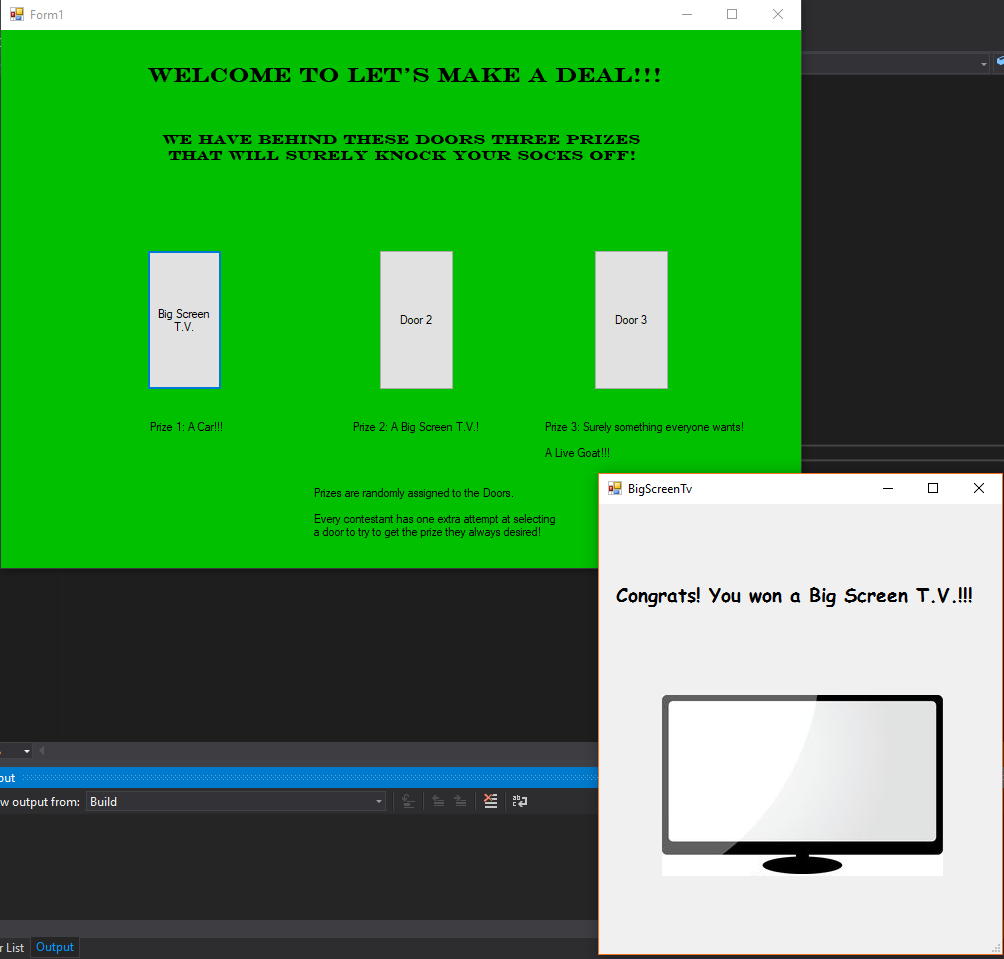 Form1
WELCOME TO LET'S MAKE A DEAL!!!
WE HAVE BEHIND THESE DOORS THREE PRIZES
THAT WILL SURELY KNOCK YOUR SOCKS OFF!
Big Screen
T.V.
Door 2
Door 3
Prize 1: A Car!!!
Prize 2: A Big Screen T.V.!
Prize 3: Surely something everyone wants!
A Live Goat!!!
Prizes are randomly assigned to the Doors.
Every contestant has one extra attempt at selecting
a door to try to get the prize they always desired!
BigScreenTv
Congrats! You won a Big Screen T.V.!!!
output from:
Build
List
Output